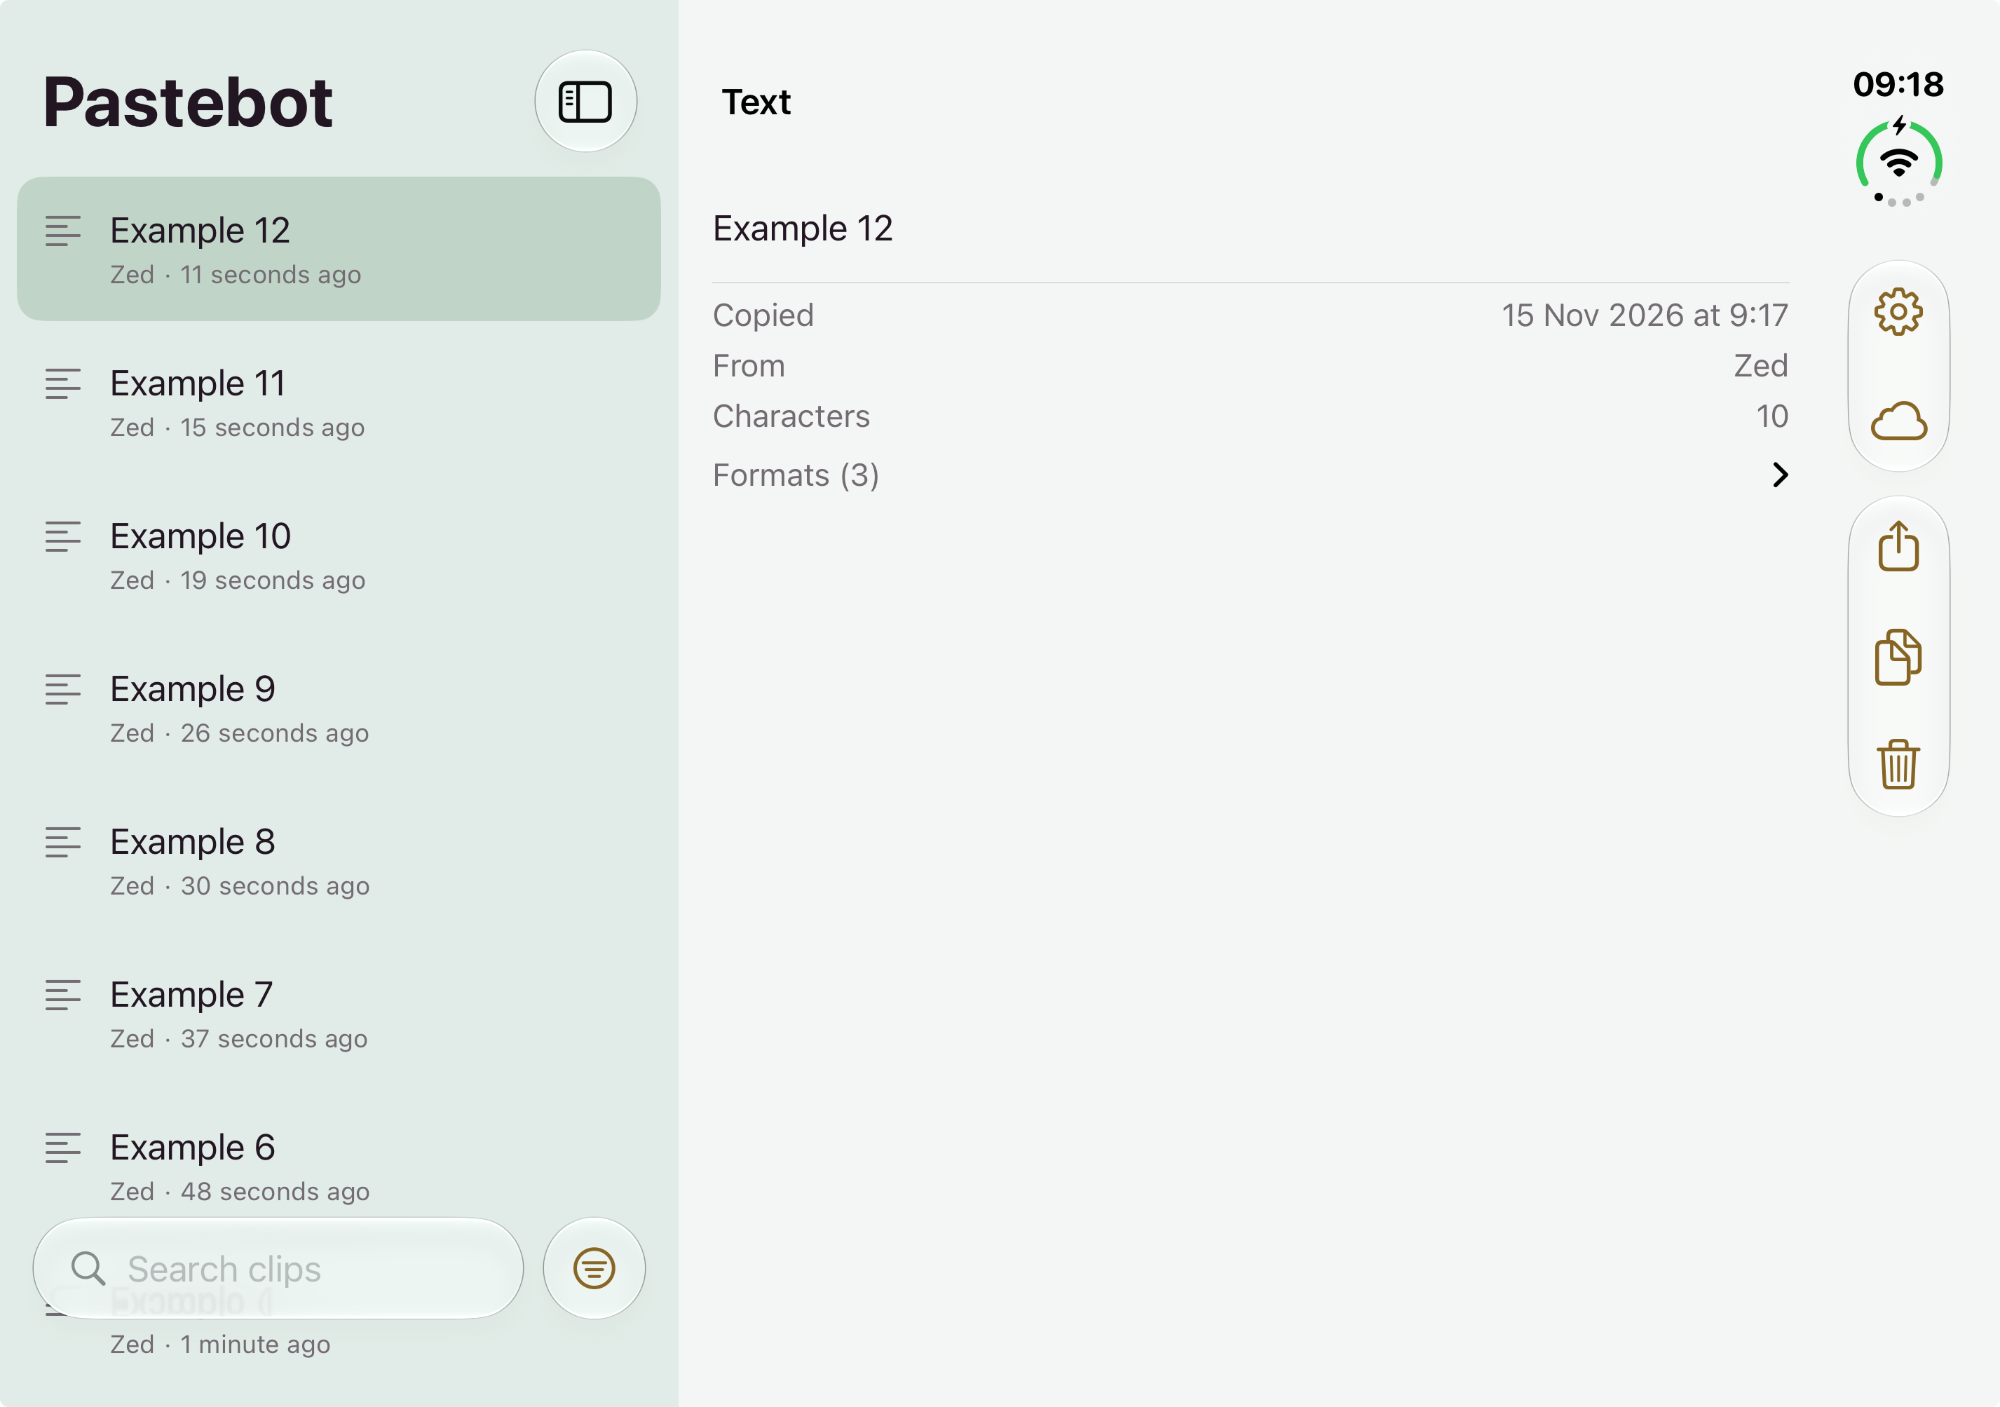 Pastebot
Example 12
Zed · 11 seconds ago
Example 11
Zed · 15 seconds ago
Example 10
Zed · 19 seconds ago
Example 9
Zed · 26 seconds ago
Example 8
Zed · 30 seconds ago
Example 7
Zed · 37 seconds ago
Example 6
Zed · 48 seconds ago
Search clips
Zed · 1 minute ago
Text
Example 12
Copied 15 Nov 2026 at 9:17
From Zed
Characters 10
Formats (3)
09:18